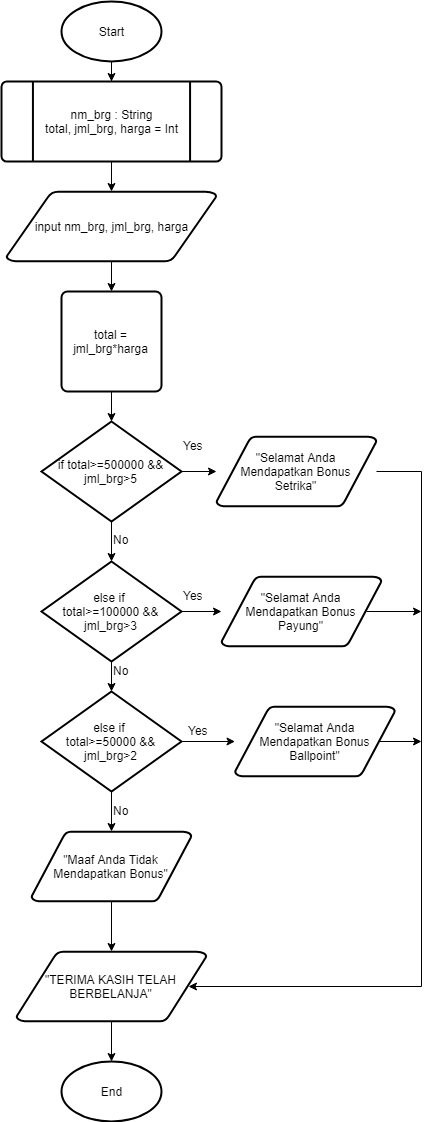 Start
nm_brg : String
total, jml_brg, harga = Int
input nm_brg, jml_brg, harga
total =
jml_brg*harga
if total>=500000 &&
jml_brg>5
Yes
"Selamat Anda
Mendapatkan Bonus
Setrika"
No
else if
total>=100000 &&
jml_brg>3
Yes
"Selamat Anda
Mendapatkan Bonus
Payung"
No
else if
total>=50000 &&
jml_brg>2
Yes
"Selamat Anda
Mendapatkan Bonus
Ballpoint"
No
"Maaf Anda Tidak
Mendapatkan Bonus"
"TERIMA KASIH TELAH
BERBELANJA"
End